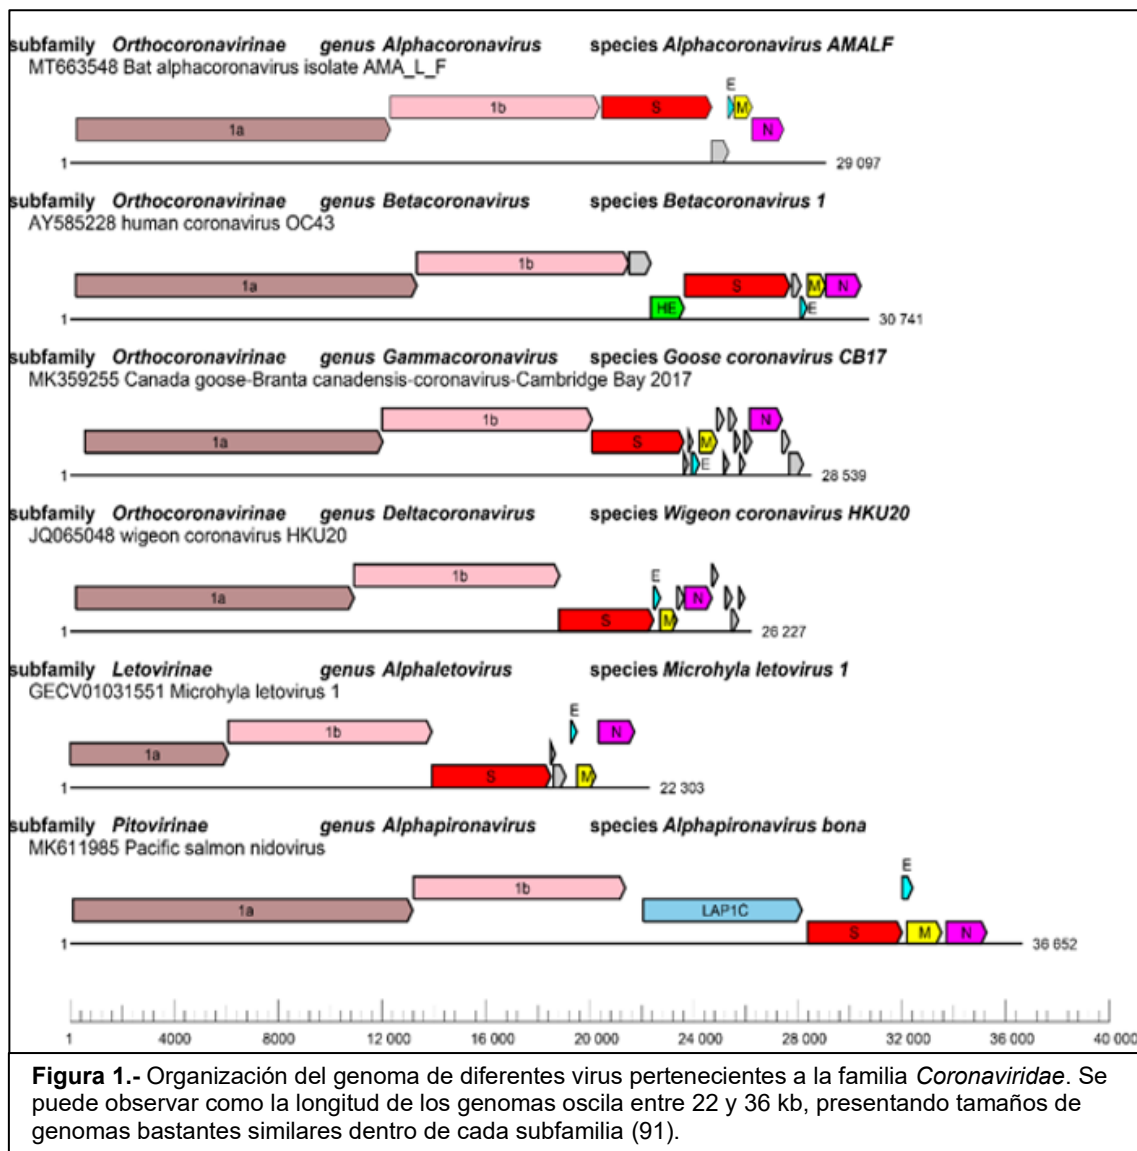 subfamily Orthocoronavirinae genus Alphacoronavirus species Alphacoronavirus AMALF
MT663548 Bat alphacoronavirus isolate AMA_L_F
E
1b S M
1a N
1 29 097
subfamily Orthocoronavirinae genus Betacoronavirus species Betacoronavirus 1
AY585228 human coronavirus OC43
1b
1a S M N
HE E
1 30 741
subfamily Orthocoronavirinae genus Gammacoronavirus species Goose coronavirus CB17
MK359255 Canada goose-Branta canadensis-coronavirus-Cambridge Bay 2017
1b N
1a S M
E
1 28 539
subfamily Orthocoronavirinae genus Deltacoronavirus species Wigeon coronavirus HKU20
JQ065048 wigeon coronavirus HKU20
1b E
1a N
S M
1 26 227
subfamily Letovirinae genus Alphaletovirus species Microhyla letovirus 1
GECV01031551 Microhyla letovirus 1
E
1b N
1a
S M
1 22 303
subfamily Pitovirinae genus Alphapironavirus species Alphapironavirus bona
MK611985 Pacific salmon nidovirus
E
1b
1a LAP1C
S M N
1 36 652
1 4000 8000 12 000 16 000 20 000 24 000 28 000 32 000 36 000 40 000
Figura 1.- Organización del genoma de diferentes virus pertenecientes a la familia Coronaviridae. Se
puede observar como la longitud de los genomas oscila entre 22 y 36 kb, presentando tamaños de
genomas bastantes similares dentro de cada subfamilia (91).